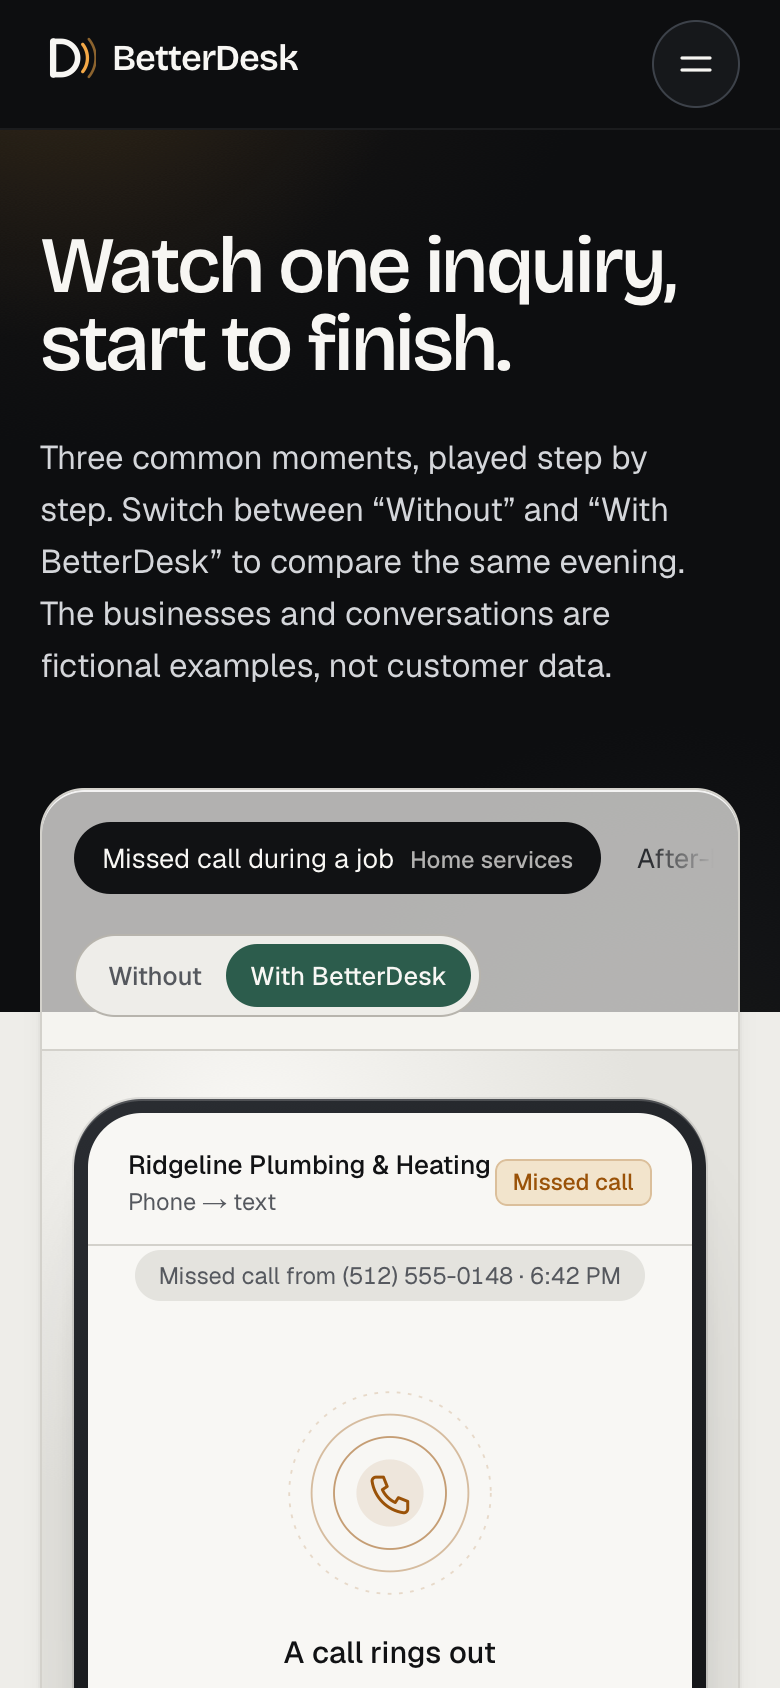 BetterDesk
Watch one inquiry,
start to finish.
Three common moments, played step by
step. Switch between “Without” and “With
BetterDesk” to compare the same evening.
The businesses and conversations are
fictional examples, not customer data.
Missed call during a job Home services After-
Without With BetterDesk
Ridgeline Plumbing & Heating
Missed call
Phone → text
Missed call from (512) 555-0148 · 6:42 PM
A call rings out